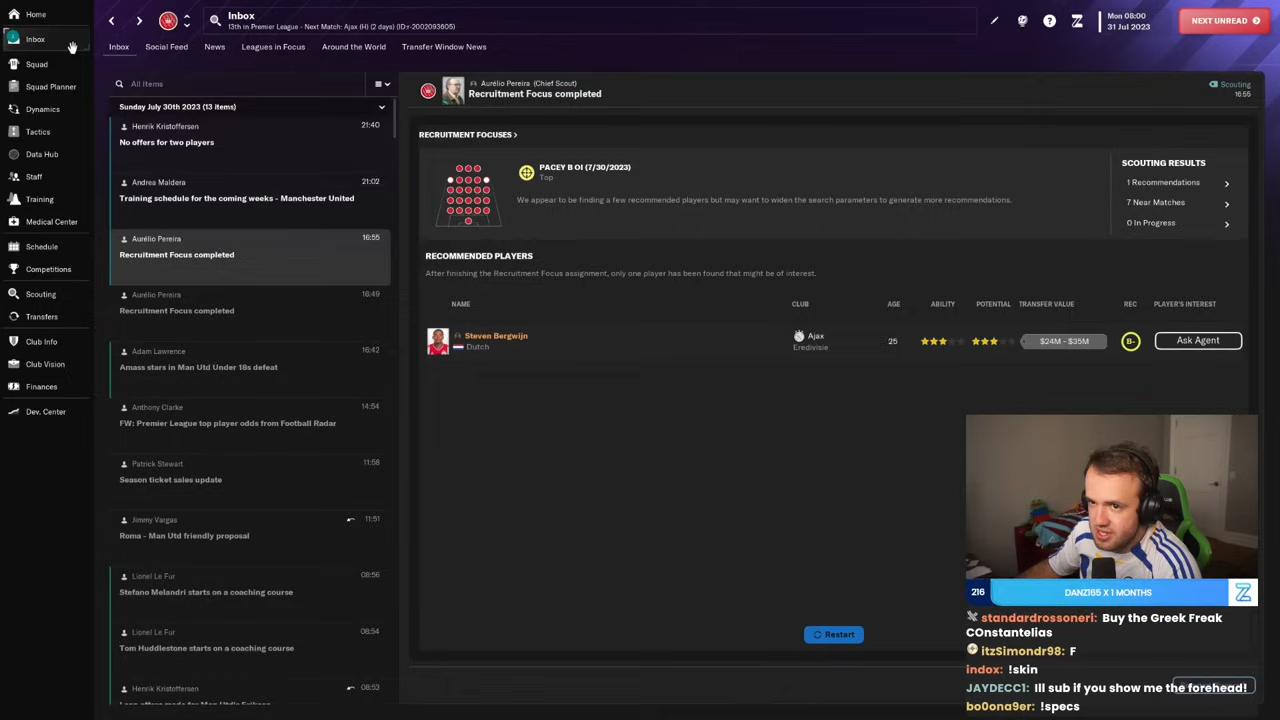 Home
Inbox
Squad
Squad Planner
Dynamics
Tactics
Data Hub
Staff
Training
Medical Center
Schedule
Competitions
Scouting
Transfers
Club Info
Club Vision
Finances
Dev. Center
Inbox
13th in Premier League - Next Match: Ajax (H) (2 days) (ID:r-2002093605)
Mon 08:00
31 Jul 2023
NEXT UNREAD
Inbox
Social Feed
News
Leagues in Focus
Around the World
Transfer Window News
All Items
Sunday July 30th 2023 (13 items)
Henrik Kristoffersen 21:40
No offers for two players
Andrea Maldera 21:02
Training schedule for the coming weeks - Manchester United
Aurélio Pereira 16:55
Recruitment Focus completed
Aurélio Pereira 16:49
Recruitment Focus completed
Adam Lawrence 16:42
Amass stars in Man Utd Under 18s defeat
Anthony Clarke 14:54
FW: Premier League top player odds from Football Radar
Patrick Stewart 11:58
Season ticket sales update
Jimmy Vargas 11:51
Roma - Man Utd friendly proposal
Lionel Le Fur 08:56
Stefano Melandri starts on a coaching course
Lionel Le Fur 08:54
Tom Huddlestone starts on a coaching course
Henrik Kristoffersen 08:53
Aurélio Pereira (Chief Scout)
Recruitment Focus completed
Scouting
16:55
RECRUITMENT FOCUSES >
PACEY B OI (7/30/2023)
Top
We appear to be finding a few recommended players but may want to widen the search parameters to generate more recommendations.
SCOUTING RESULTS
1 Recommendations
7 Near Matches
0 In Progress
RECOMMENDED PLAYERS
After finishing the Recruitment Focus assignment, only one player has been found that might be of interest.
NAME CLUB AGE ABILITY POTENTIAL TRANSFER VALUE REC PLAYER'S INTEREST
Steven Bergwijn
Dutch
Ajax
Eredivisie
25
$24M - $35M
B-
Ask Agent
Restart
216 DANZ165 X 1 MONTHS
standardrossoneri: Buy the Greek Freak
COnstantelias
itzSimondr98: F
indox: !skin
JAYDECC1: Ill sub if you show me the forehead!
bo0ona9er: !specs